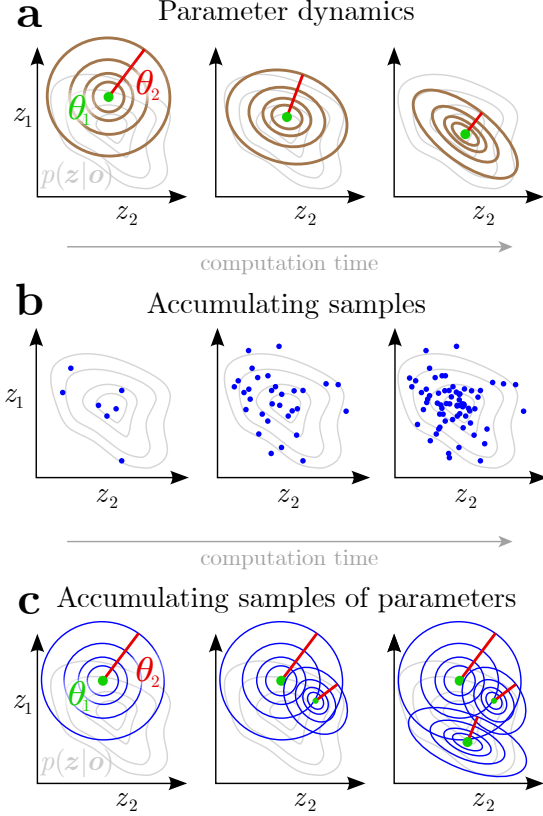 a Parameter dynamics
z₁ θ₁ θ₂
p(z|o)
z₂ z₂ z₂
computation time
b Accumulating samples
z₁
z₂ z₂ z₂
computation time
c Accumulating samples of parameters
z₁ θ₁ θ₂
p(z|o)
z₂ z₂ z₂